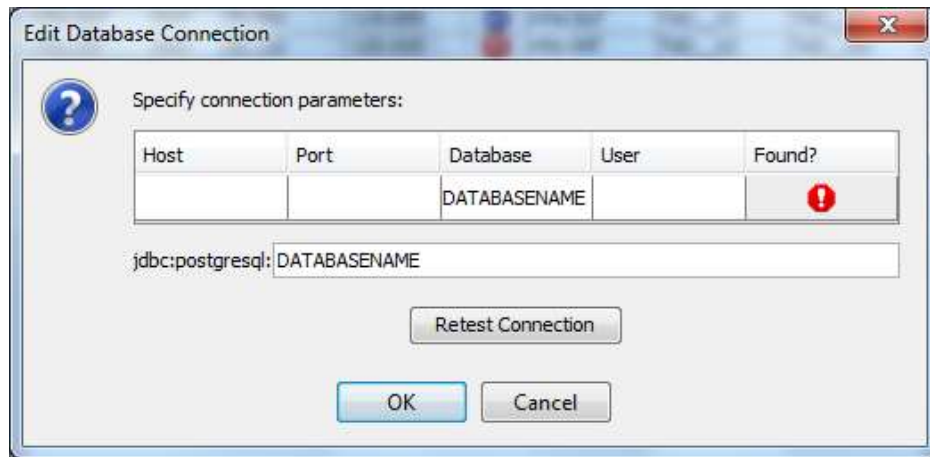 Edit Database Connection
Specify connection parameters:
Host Port Database User Found?
DATABASENAME
jdbc:postgresql: DATABASENAME
Retest Connection
OK Cancel